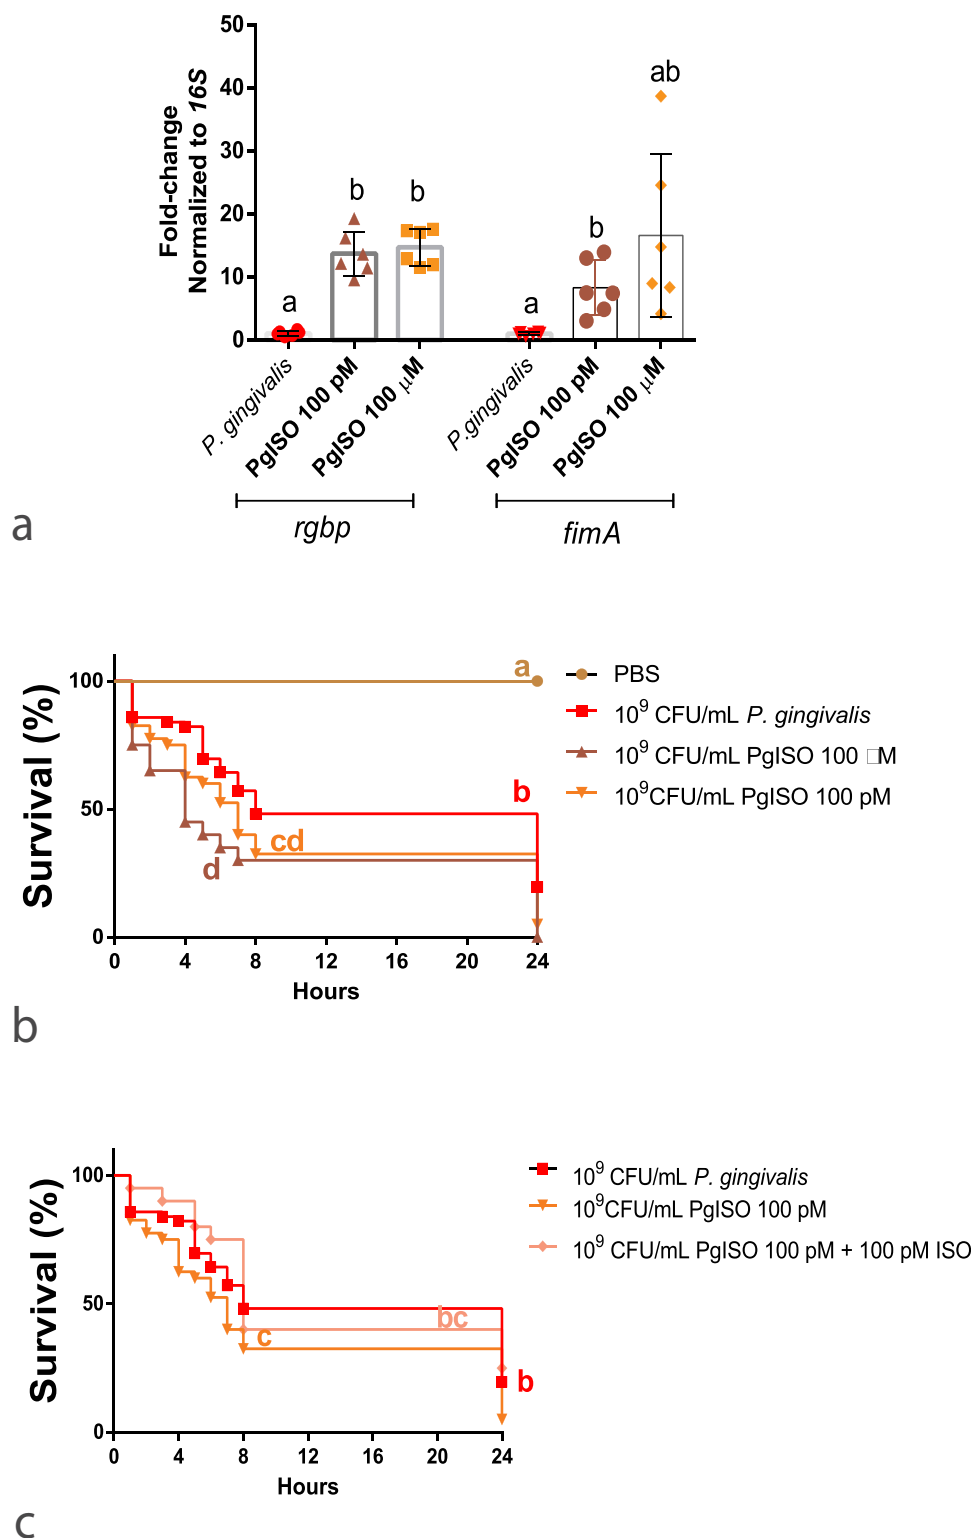 50
40
30
20
10
0
Fold-change
Normalized to 16S
a
b
b
a
b
ab
P. gingivalis
PgISO 100 pM
PgISO 100 μM
P. gingivalis
PgISO 100 pM
PgISO 100 μM
rgbp
fimA
a
100
50
0
Survival (%)
0 4 8 12 16 20 24
Hours
a
b
cd
d
PBS
10⁹ CFU/mL P. gingivalis
10⁹ CFU/mL PgISO 100 □M
10⁹CFU/mL PgISO 100 pM
b
100
50
0
Survival (%)
0 4 8 12 16 20 24
Hours
bc
c
b
10⁹ CFU/mL P. gingivalis
10⁹CFU/mL PgISO 100 pM
10⁹ CFU/mL PgISO 100 pM + 100 pM ISO
c